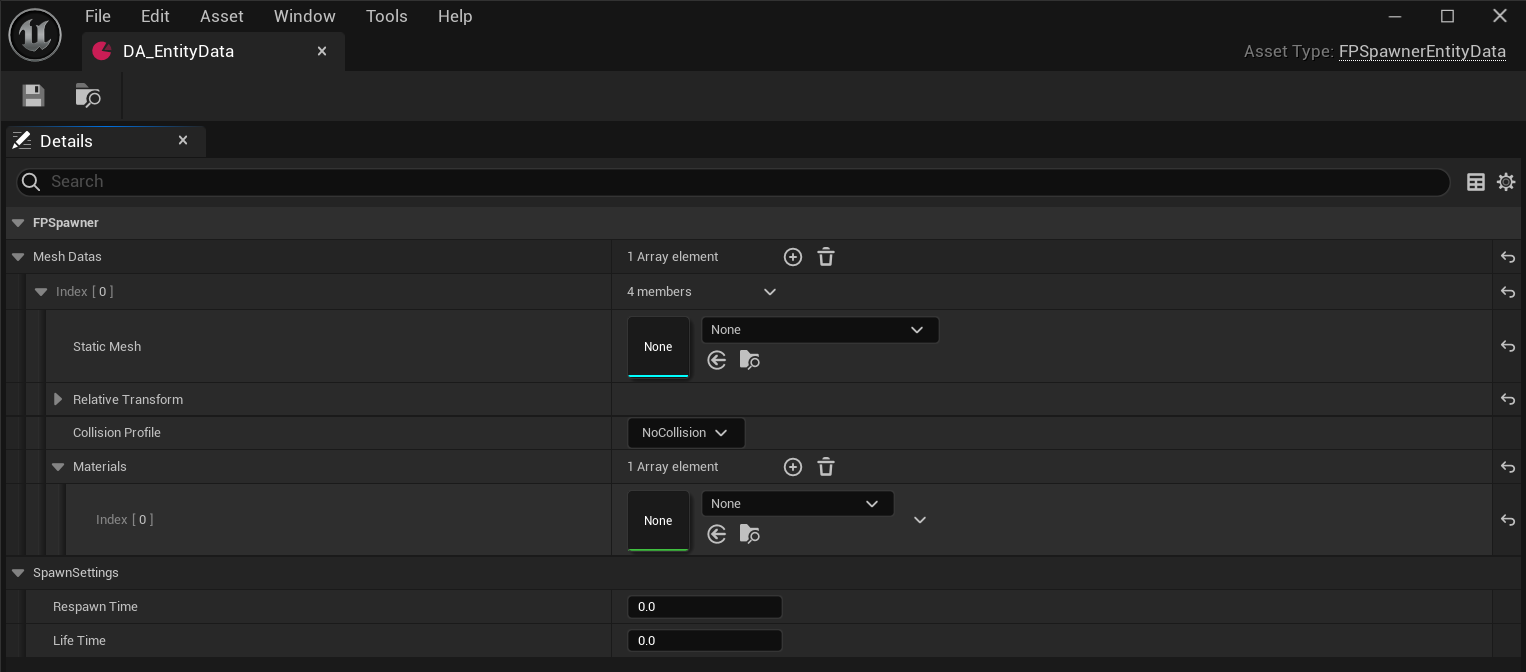 File Edit Asset Window Tools Help
DA_EntityData
Asset Type: FPSpawnerEntityData
Details
Search
FPSpawner
Mesh Datas 1 Array element
Index [ 0 ] 4 members
Static Mesh None None
Relative Transform
Collision Profile NoCollision
Materials 1 Array element
Index [ 0 ] None None
SpawnSettings
Respawn Time 0.0
Life Time 0.0